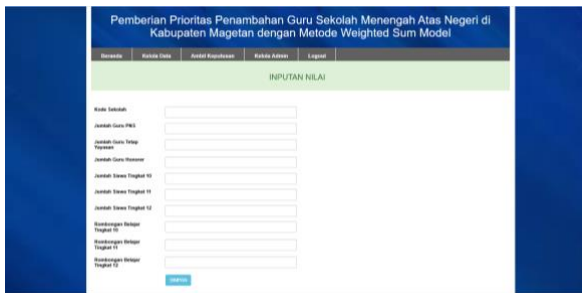 Pemberian Prioritas Penambahan Guru Sekolah Menengah Atas Negeri di
Kabupaten Magetan dengan Metode Weighted Sum Model
Beranda Kelola Data Ambil Keputusan Kelola Admin Logout
INPUTAN NILAI
Kode Sekolah
Jumlah Guru PNS
Jumlah Guru Tetap
Yayasan
Jumlah Guru Honorer
Jumlah Siswa Tingkat 10
Jumlah Siswa Tingkat 11
Jumlah Siswa Tingkat 12
Rombongan Belajar
Tingkat 10
Rombongan Belajar
Tingkat 11
Rombongan Belajar
Tingkat 12
SIMPAN